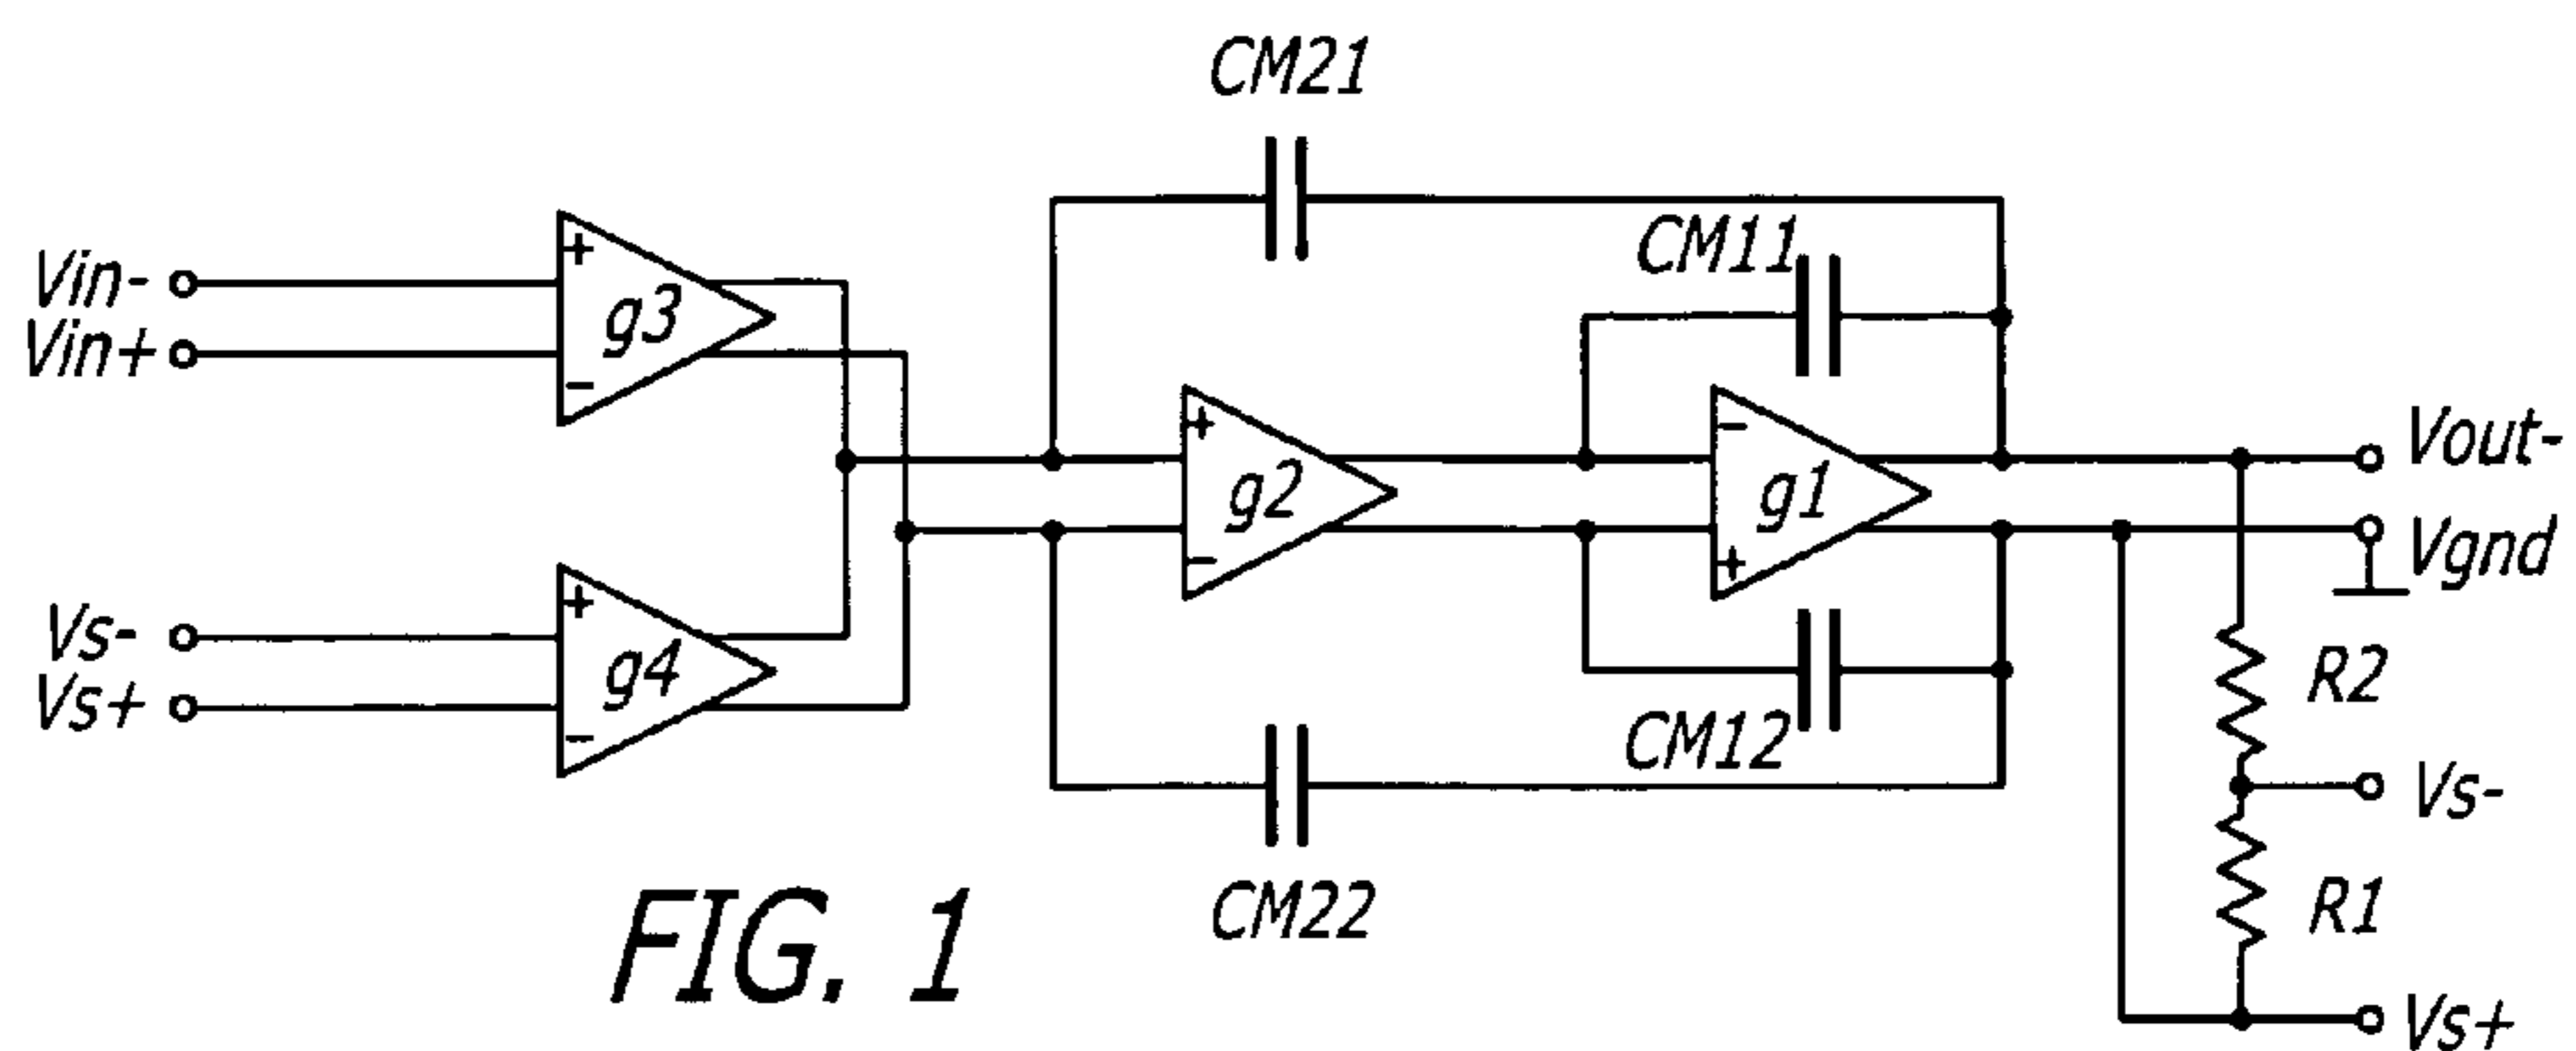 CM21
CM11
Vin-
Vin+
+
g3
-
+
g2
-
-
g1
+
Vout-
Vgnd
Vs-
Vs+
+
g4
-
CM12
CM22
R2
Vs-
R1
Vs+
FIG. 1